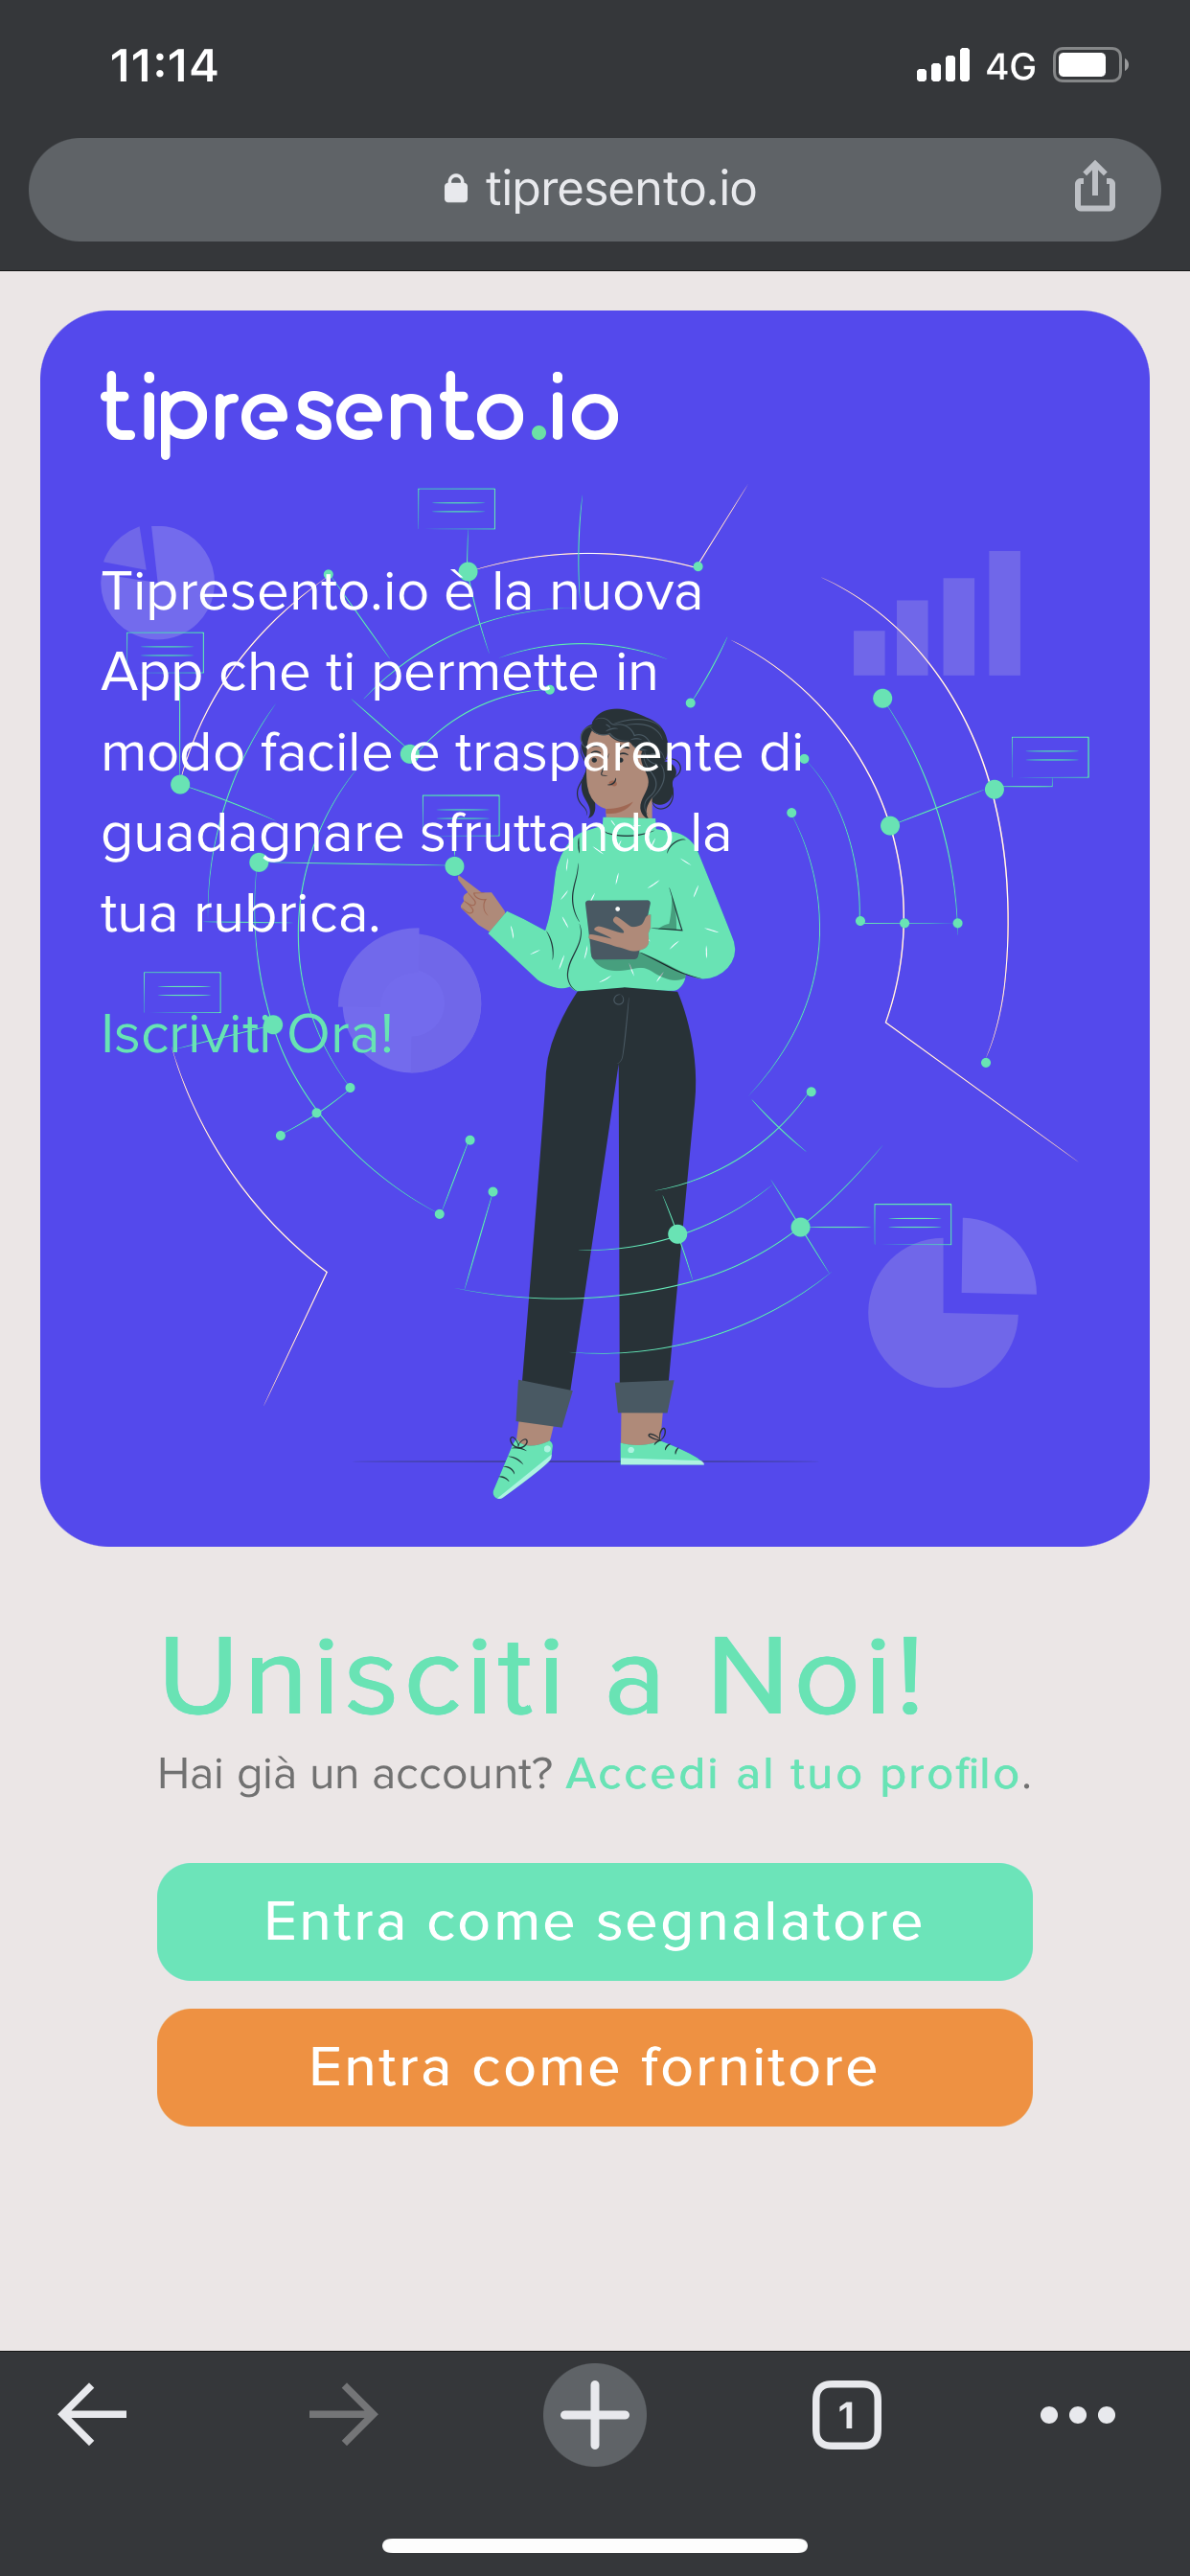 11:14
4G
tipresento.io
tipresento.io
Tipresento.io è la nuova
App che ti permette in
modo facile e trasparente di
guadagnare sfruttando la
tua rubrica.
Iscriviti Ora!
Unisciti a Noi!
Hai già un account? Accedi al tuo profilo.
Entra come segnalatore
Entra come fornitore
1